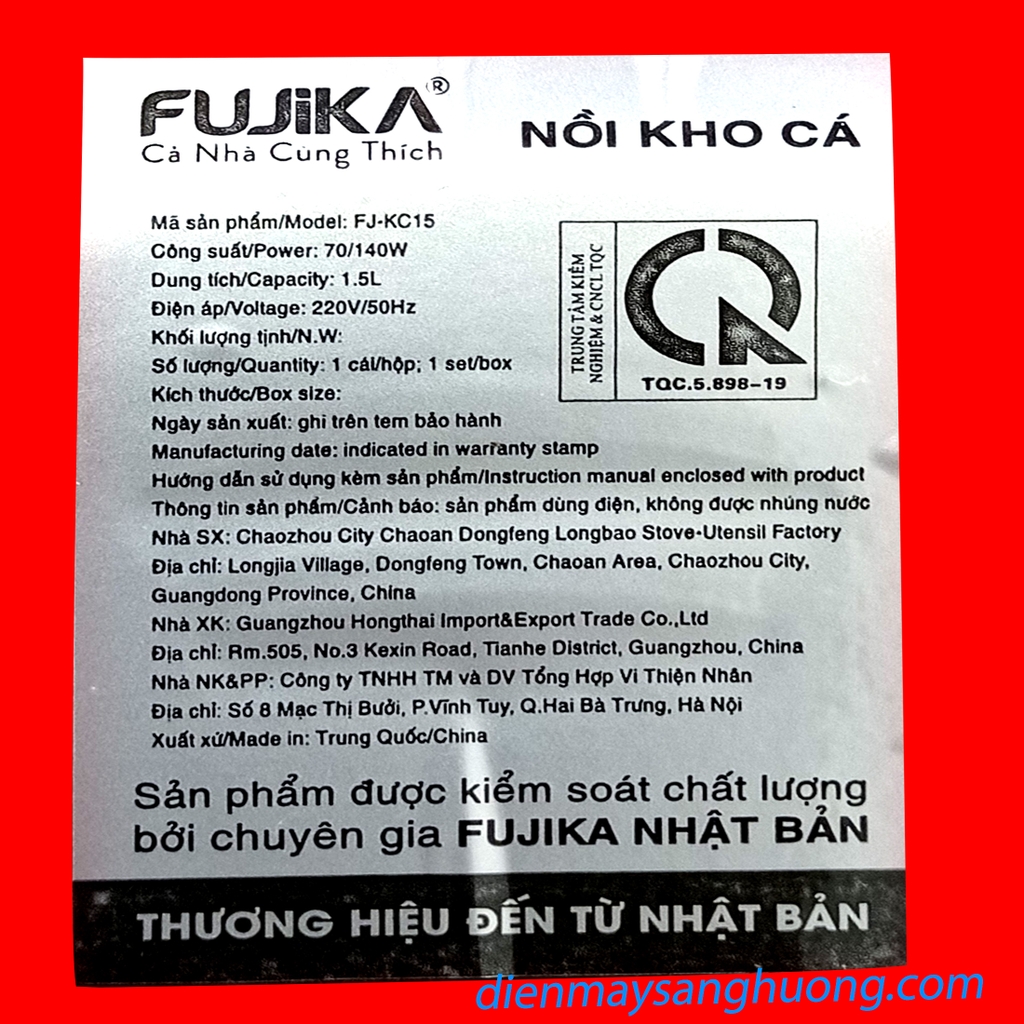 FUJIKA®
Cả Nhà Cùng Thích
NỒI KHO CÁ
Mã sản phẩm/Model: FJ-KC15
Công suất/Power: 70/140W
Dung tích/Capacity: 1.5L
Điện áp/Voltage: 220V/50Hz
Khối lượng tịnh/N.W:
Số lượng/Quantity: 1 cái/hộp; 1 set/box
Kích thước/Box size:
Ngày sản xuất: ghi trên tem bảo hành
Manufacturing date: indicated in warranty stamp
Hướng dẫn sử dụng kèm sản phẩm/Instruction manual enclosed with product
Thông tin sản phẩm/Cảnh báo: sản phẩm dùng điện, không được nhúng nước
Nhà SX: Chaozhou City Chaoan Dongfeng Longbao Stove-Utensil Factory
Địa chỉ: Longjia Village, Dongfeng Town, Chaoan Area, Chaozhou City,
Guangdong Province, China
Nhà XK: Guangzhou Hongthai Import&Export Trade Co.,Ltd
Địa chỉ: Rm.505, No.3 Kexin Road, Tianhe District, Guangzhou, China
Nhà NK&PP: Công ty TNHH TM và DV Tổng Hợp Vi Thiện Nhân
Địa chỉ: Số 8 Mạc Thị Bưởi, P.Vĩnh Tuy, Q.Hai Bà Trưng, Hà Nội
Xuất xứ/Made in: Trung Quốc/China
TRUNG TÂM KIỂM
NGHIỆM & CNCL TQC
TQC.5.898-19
Sản phẩm được kiểm soát chất lượng
bởi chuyên gia FUJIKA NHẬT BẢN
THƯƠNG HIỆU ĐẾN TỪ NHẬT BẢN
dienmaysanghuong.com